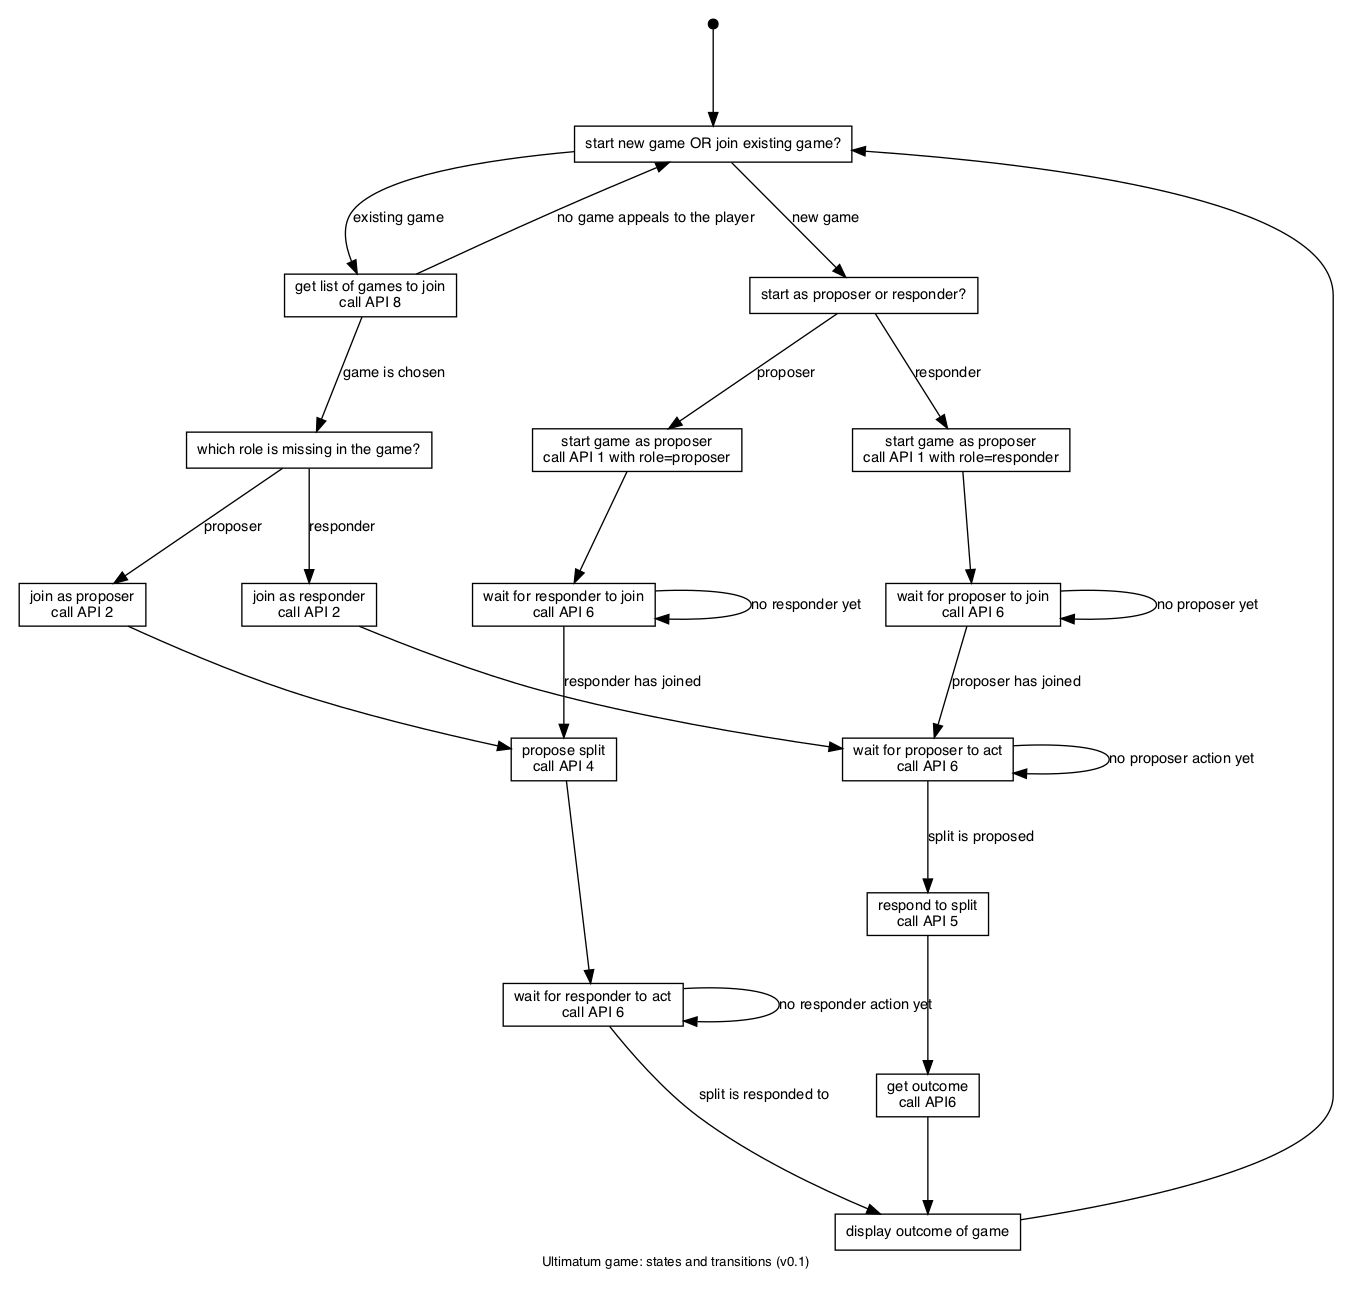 start new game OR join existing game?
existing game
no game appeals to the player
new game
get list of games to join
call API 8
start as proposer or responder?
game is chosen
proposer
responder
which role is missing in the game?
start game as proposer
call API 1 with role=proposer
start game as proposer
call API 1 with role=responder
proposer
responder
join as proposer
call API 2
join as responder
call API 2
wait for responder to join
call API 6
no responder yet
wait for proposer to join
call API 6
no proposer yet
responder has joined
proposer has joined
propose split
call API 4
wait for proposer to act
call API 6
no proposer action yet
split is proposed
respond to split
call API 5
wait for responder to act
call API 6
no responder action yet
split is responded to
get outcome
call API6
display outcome of game
Ultimatum game: states and transitions (v0.1)